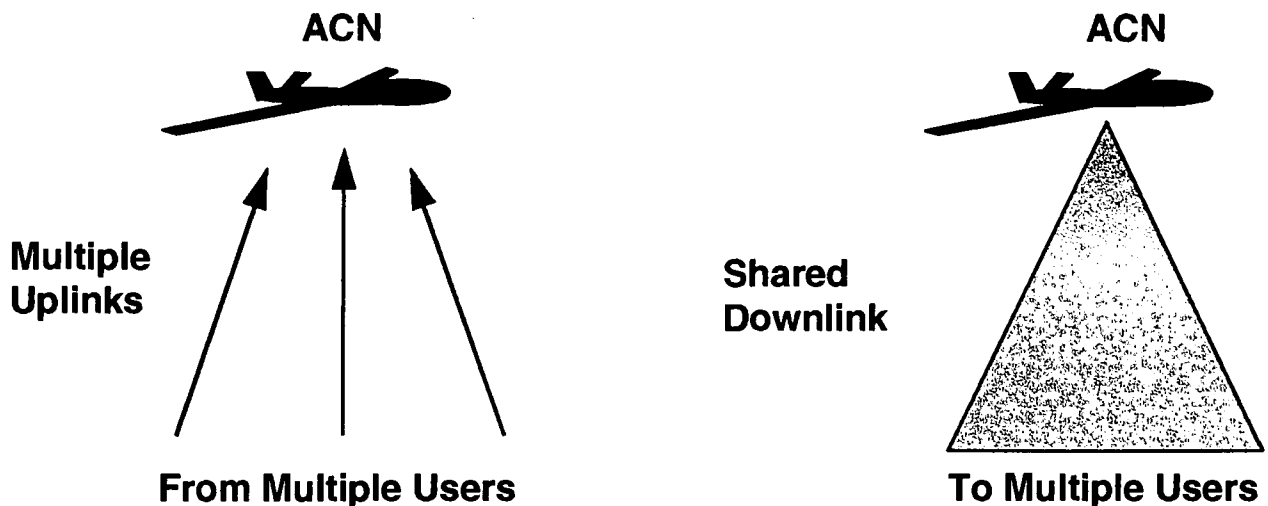 ACN
Multiple
Uplinks
From Multiple Users
ACN
Shared
Downlink
To Multiple Users